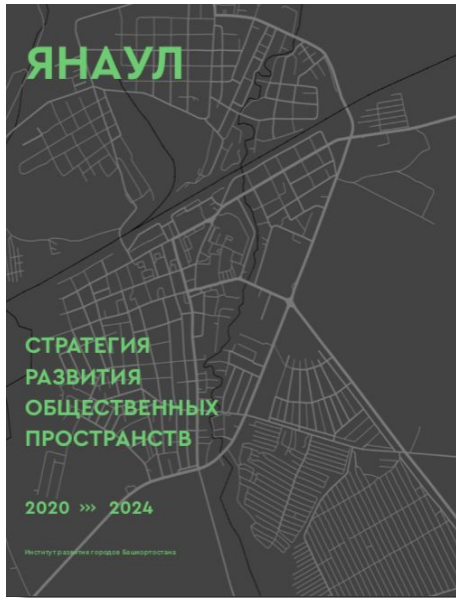 ЯНАУЛ
СТРАТЕГИЯ
РАЗВИТИЯ
ОБЩЕСТВЕННЫХ
ПРОСТРАНСТВ
2020 »› 2024
Институт развития городов Башкортостана